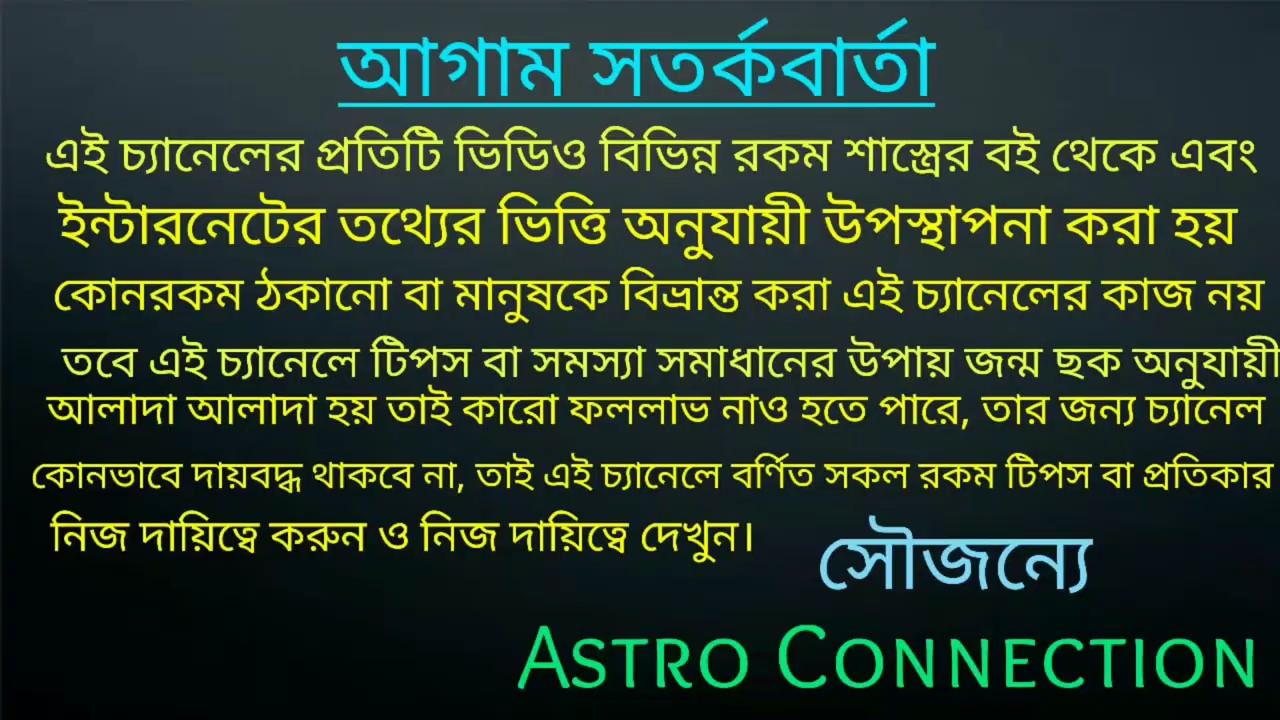 আগাম সতর্কবার্তা
এই চ্যানেলের প্রতিটি ভিডিও বিভিন্ন রকম শাস্ত্রের বই থেকে এবং
ইন্টারনেটের তথ্যের ভিত্তি অনুযায়ী উপস্থাপনা করা হয়
কোনরকম ঠকানো বা মানুষকে বিভ্রান্ত করা এই চ্যানেলের কাজ নয়
তবে এই চ্যানেলে টিপস বা সমস্যা সমাধানের উপায় জন্ম ছক অনুযায়ী
আলাদা আলাদা হয় তাই কারো ফললাভ নাও হতে পারে, তার জন্য চ্যানেল
কোনভাবে দায়বদ্ধ থাকবে না, তাই এই চ্যানেলে বর্ণিত সকল রকম টিপস বা প্রতিকার
নিজ দায়িত্বে করুন ও নিজ দায়িত্বে দেখুন।
সৌজন্যে
ASTRO CONNECTION